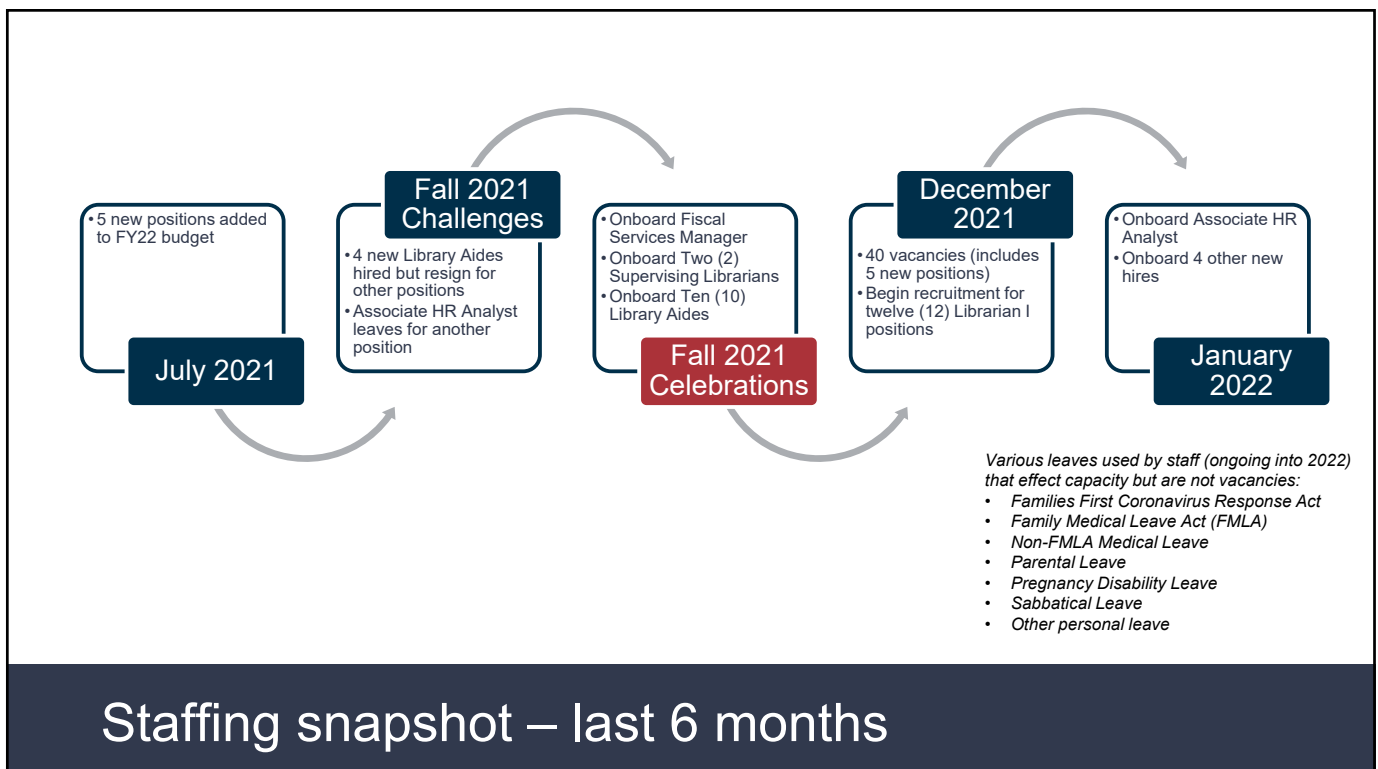 • 5 new positions added
to FY22 budget
July 2021
Fall 2021
Challenges
• 4 new Library Aides
hired but resign for
other positions
• Associate HR Analyst
leaves for another
position
• Onboard Fiscal
Services Manager
• Onboard Two (2)
Supervising Librarians
• Onboard Ten (10)
Library Aides
Fall 2021
Celebrations
December
2021
• 40 vacancies (includes
5 new positions)
• Begin recruitment for
twelve (12) Librarian I
positions
• Onboard Associate HR
Analyst
• Onboard 4 other new
hires
January
2022
Various leaves used by staff (ongoing into 2022)
that effect capacity but are not vacancies:
• Families First Coronavirus Response Act
• Family Medical Leave Act (FMLA)
• Non-FMLA Medical Leave
• Parental Leave
• Pregnancy Disability Leave
• Sabbatical Leave
• Other personal leave
Staffing snapshot – last 6 months